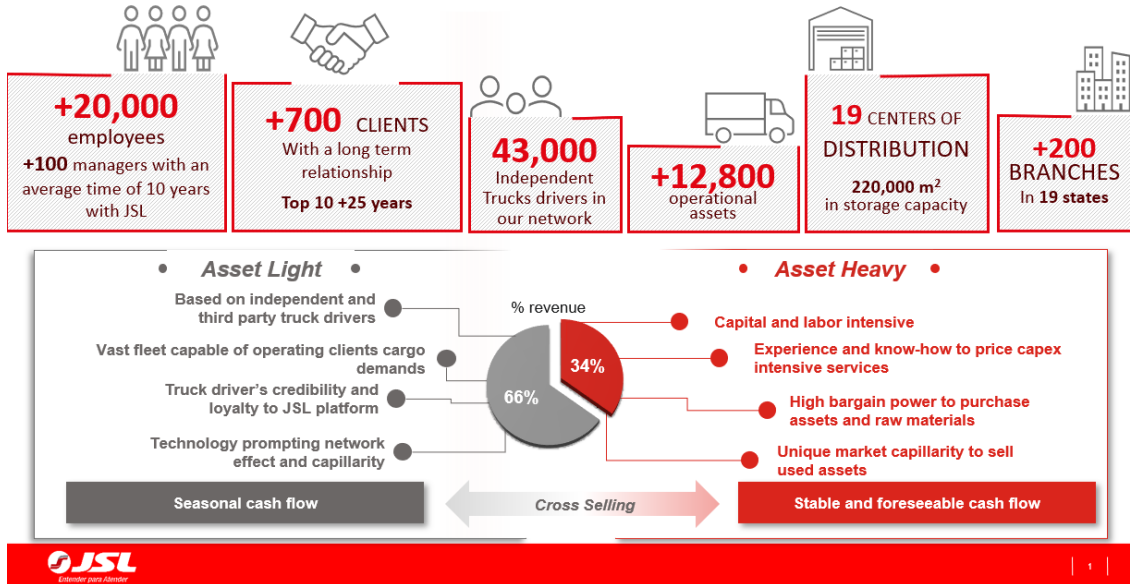 +20,000
employees
+100 managers with an
average time of 10 years
with JSL
+700 CLIENTS
With a long term
relationship
Top 10 +25 years
43,000
Independent
Trucks drivers in
our network
+12,800
operational
assets
19 CENTERS OF
DISTRIBUTION
220,000 m²
in storage capacity
+200
BRANCHES
In 19 states
• Asset Light •
Based on independent and
third party truck drivers
Vast fleet capable of operating clients cargo
demands
Truck driver's credibility and
loyalty to JSL platform
Technology prompting network
effect and capillarity
Seasonal cash flow
% revenue
66%
34%
Cross Selling
• Asset Heavy •
Capital and labor intensive
Experience and know-how to price capex
intensive services
High bargain power to purchase
assets and raw materials
Unique market capillarity to sell
used assets
Stable and foreseeable cash flow
JSL
Entender para Atender
1